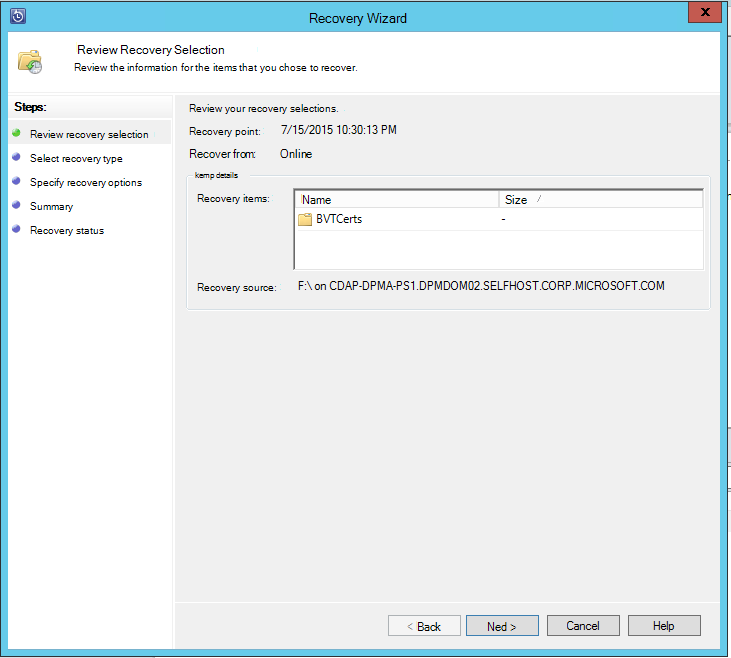 Recovery Wizard
x
Review Recovery Selection
Review the information for the items that you chose to recover.
Steps:
Review recovery selection
Select recovery type
Specify recovery options
Summary
Recovery status
Review your recovery selections.
Recovery point: 7/15/2015 10:30:13 PM
Recover from: Online
kemp details
Recovery items:
Name Size /
BVTCerts -
Recovery source: F:\ on CDAP-DPMA-PS1.DPMDOM02.SELFHOST.CORP.MICROSOFT.COM
< Back Ned > Cancel Help